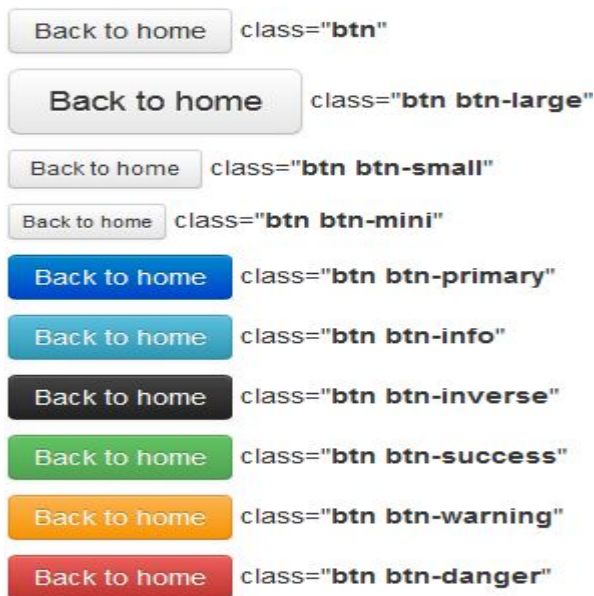 Back to home class="btn"
Back to home class="btn btn-large"
Back to home class="btn btn-small"
Back to home class="btn btn-mini"
Back to home class="btn btn-primary"
Back to home class="btn btn-info"
Back to home class="btn btn-inverse"
Back to home class="btn btn-success"
Back to home class="btn btn-warning"
Back to home class="btn btn-danger"